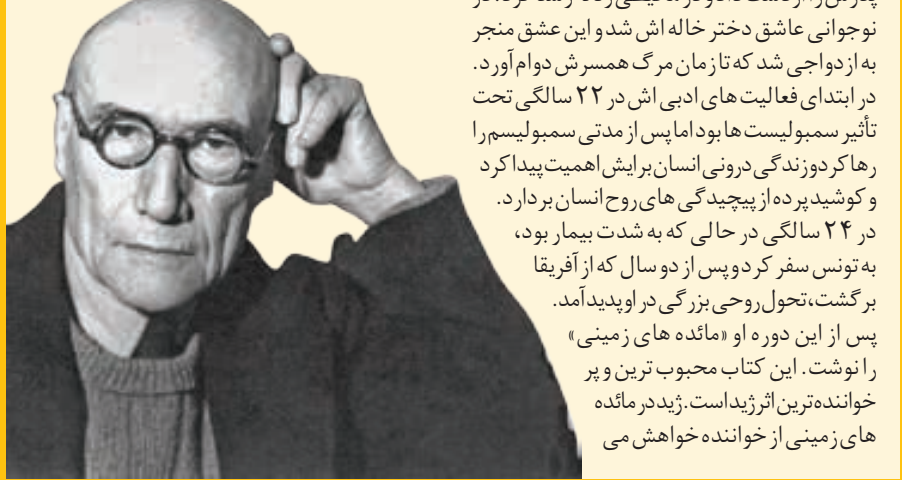 نوجوانی عاشق دختر خاله اش شد و این عشق منجر
به ازدواجی شد که تا زمان مرگ همسرش دوام آورد.
در ابتدای فعالیت های ادبی اش در ۲۲ سالگی تحت
تأثیر سمبولیست ها بود اما پس از مدتی سمبولیسم را
رها کرد و زندگی درونی انسان برایش اهمیت پیدا کرد
و کوشید پرده از پیچیدگی های روح انسان بردارد.
در ۲۴ سالگی در حالی که به شدت بیمار بود،
به تونس سفر کرد و پس از دو سال که از آفریقا
برگشت، تحول روحی بزرگی در او پدید آمد.
پس از این دوره او «مائده های زمینی»
را نوشت. این کتاب محبوب ترین و پر
خواننده ترین اثر ژید است. ژید در مائده
های زمینی از خواننده خواهش می